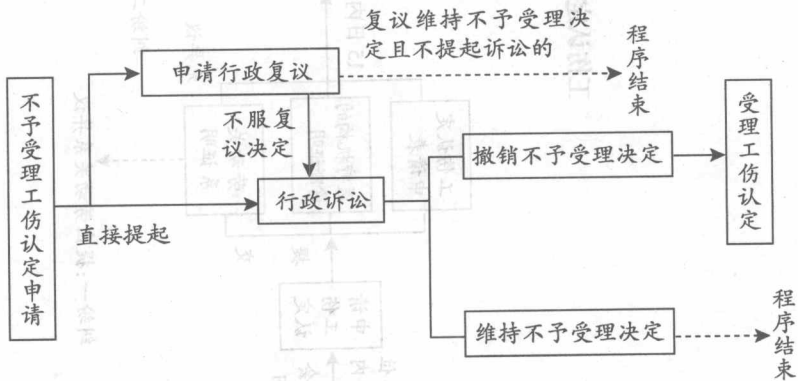 不予受理工伤认定申请
申请行政复议
复议维持不予受理决
定且不提起诉讼的
程序结束
不服复
议决定
直接提起
行政诉讼
撤销不予受理决定
受理工伤认定
维持不予受理决定
程序结束